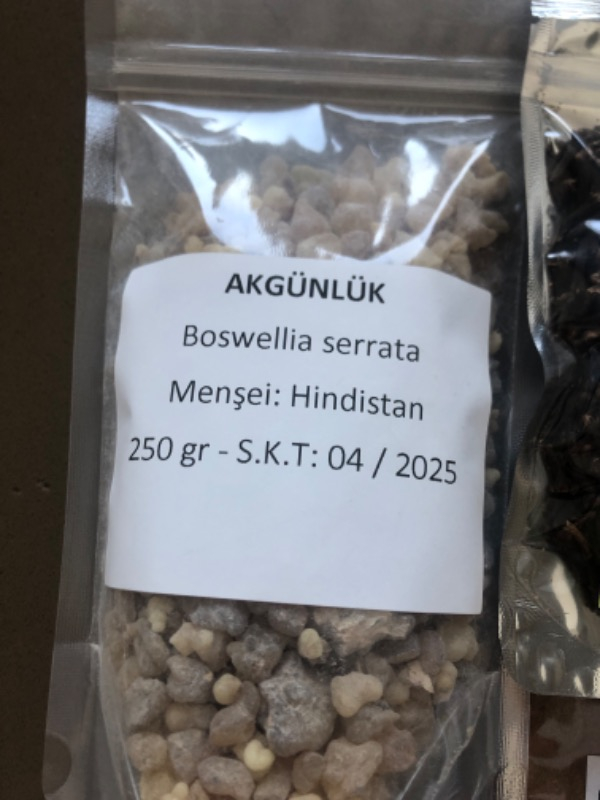 AKGÜNLÜK
Boswellia serrata
Menşei: Hindistan
250 gr - S.K.T: 04 / 2025